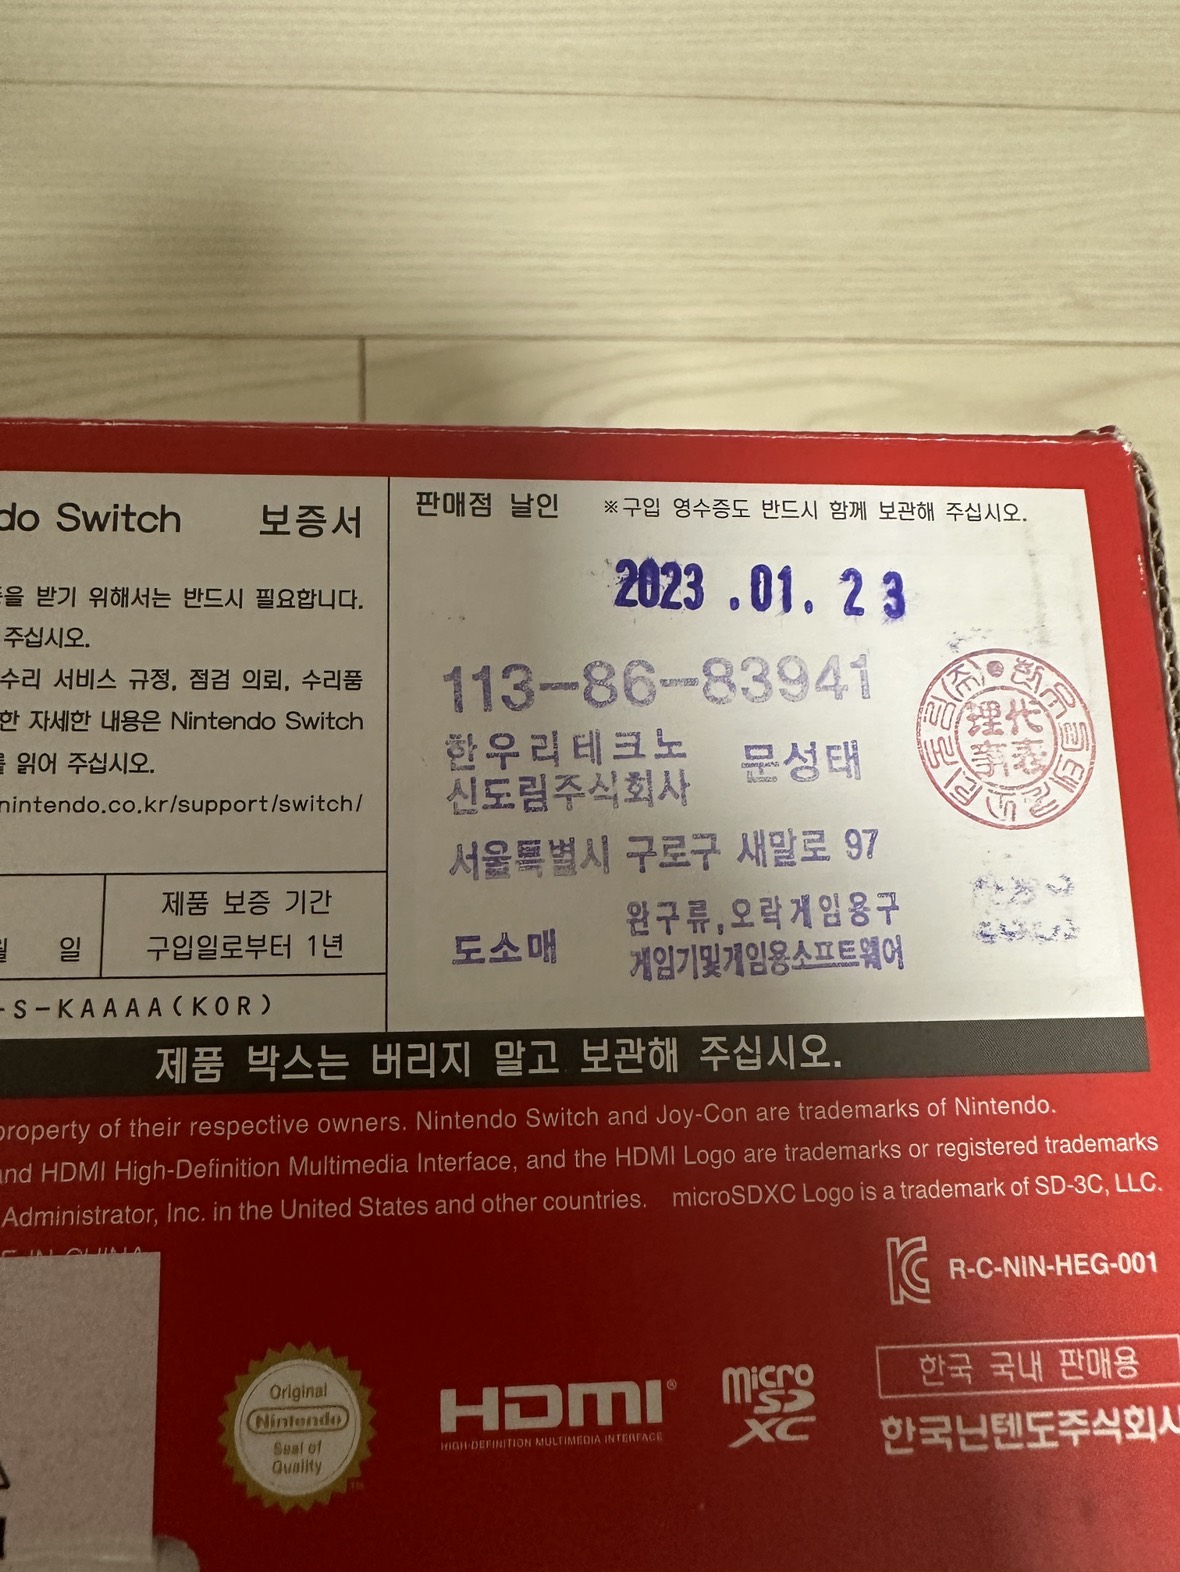 do Switch 보증서
을 받기 위해서는 반드시 필요합니다.
주십시오.
수리 서비스 규정, 점검 의뢰, 수리품
한 자세한 내용은 Nintendo Switch
를 읽어 주십시오.
nintendo.co.kr/support/switch/
제품 보증 기간
월 일
구입일로부터 1년
-S-KAAAA(KOR)
판매점 날인 ※구입 영수증도 반드시 함께 보관해 주십시오.
2023.01.23
113-86-83941
한우리테크노
신도림주식회사
문성태
서울특별시 구로구 새말로 97
도소매
완구류,오락게임용구
게임기및게임용소프트웨어
代表
理事
제품 박스는 버리지 말고 보관해 주십시오.
property of their respective owners. Nintendo Switch and Joy-Con are trademarks of Nintendo.
nd HDMI High-Definition Multimedia Interface, and the HDMI Logo are trademarks or registered trademarks
Administrator, Inc. in the United States and other countries. microSDXC Logo is a trademark of SD-3C, LLC.
E IN CHINA
R-C-NIN-HEG-001
Original
Nintendo
Seal of
Quality
TM
HDMI®
HIGH-DEFINITION MULTIMEDIA INTERFACE
micro
SD
XC
한국 국내 판매용
한국닌텐도주식회사